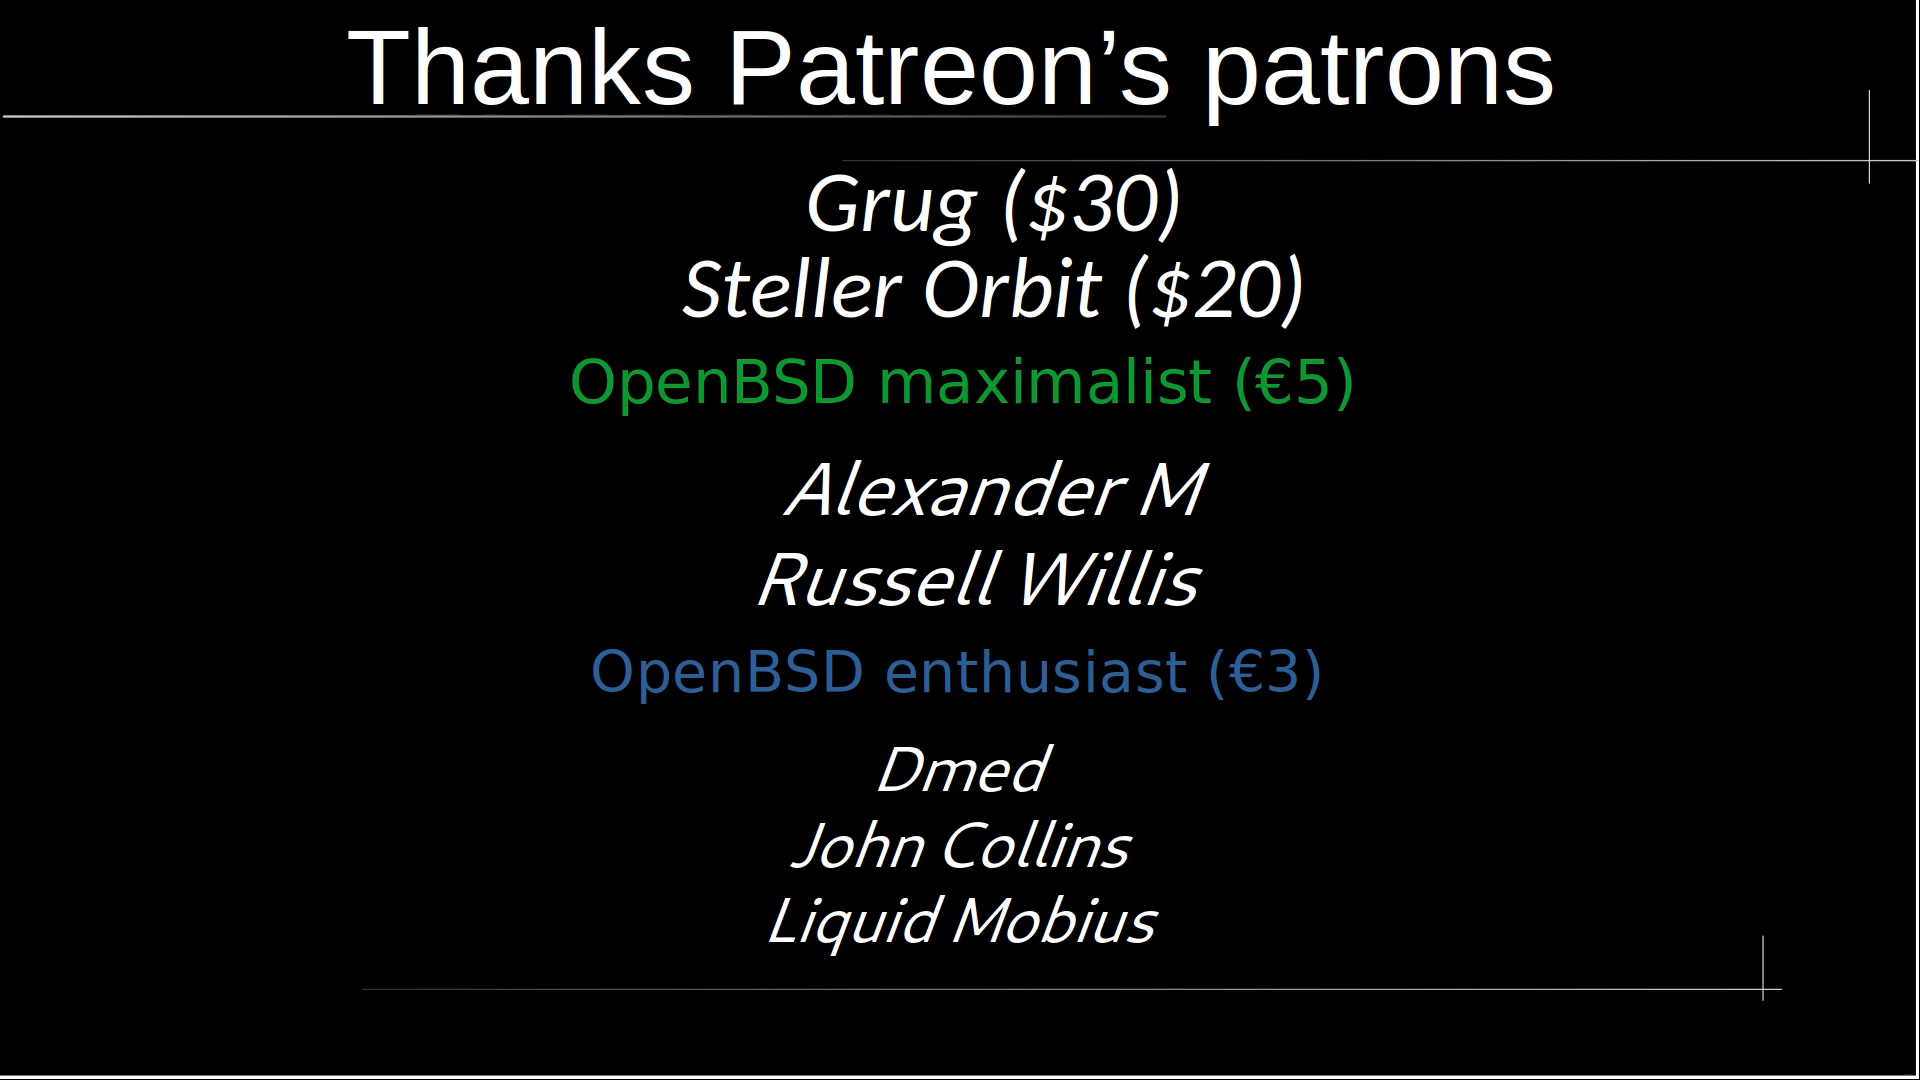 Thanks Patreon’s patrons
Grug ($30)
Steller Orbit ($20)
OpenBSD maximalist (€5)
Alexander M
Russell Willis
OpenBSD enthusiast (€3)
Dmed
John Collins
Liquid Mobius